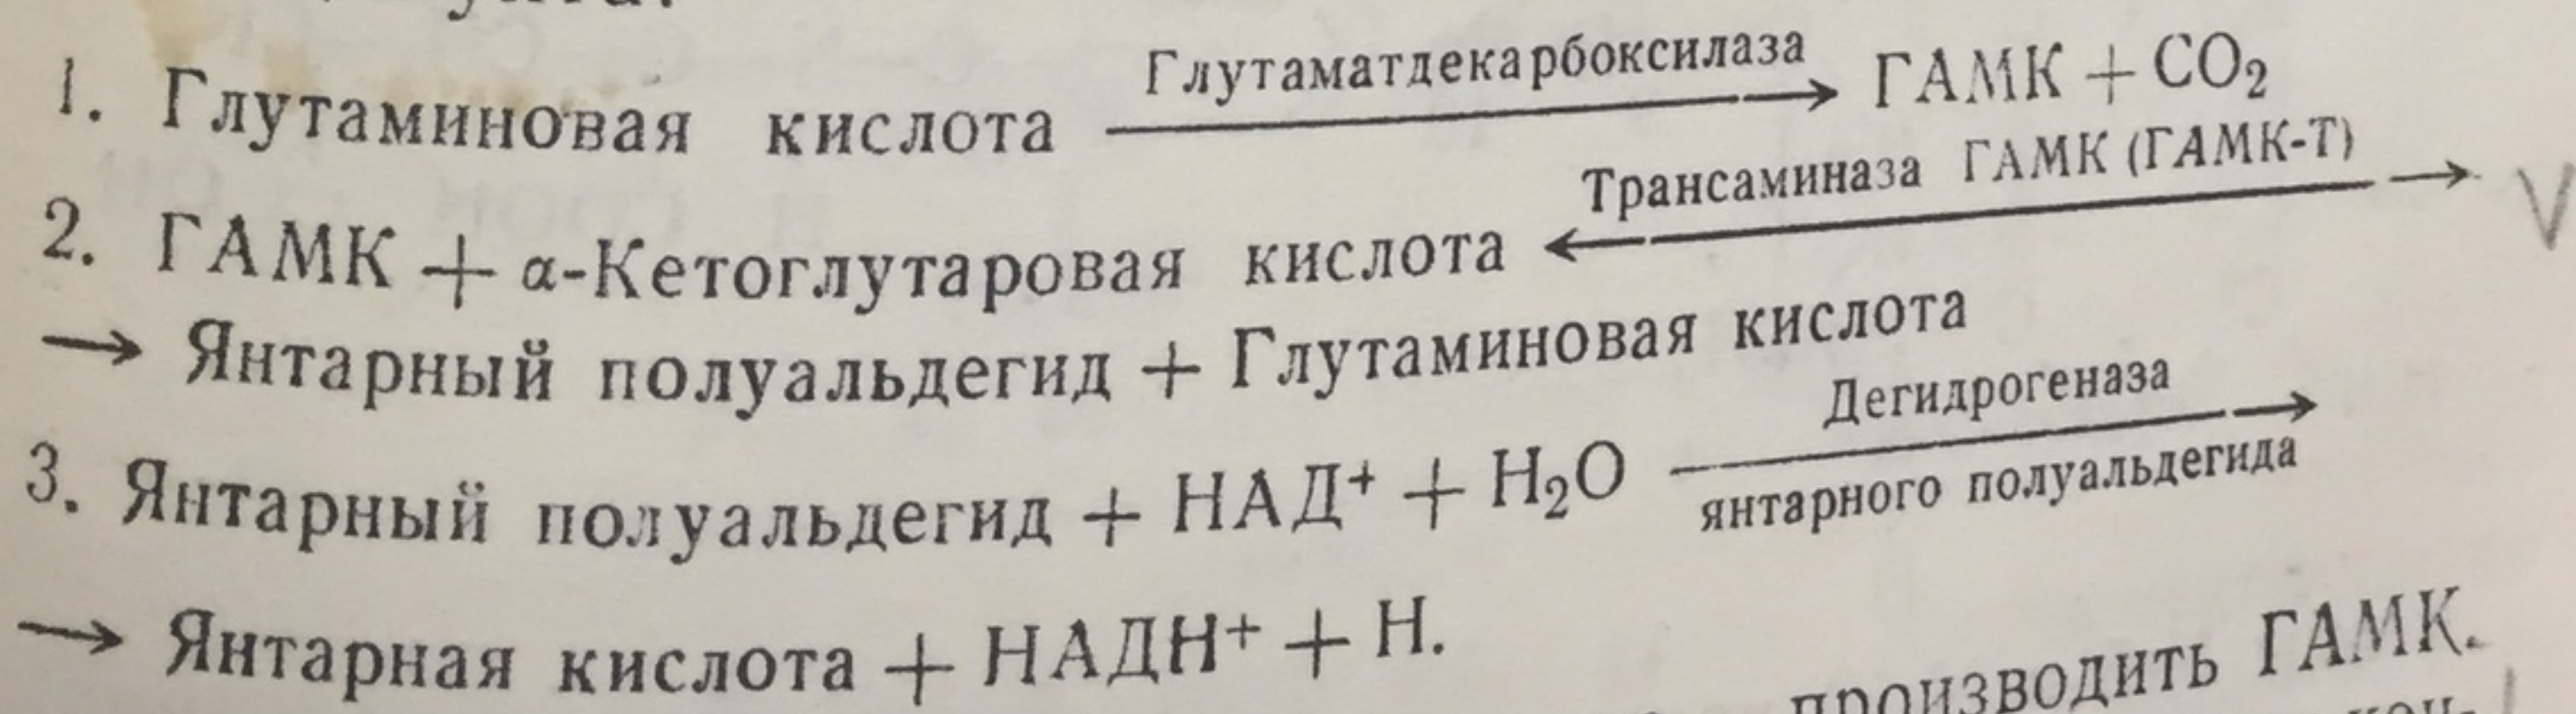 1. Глутаминовая кислота Глутаматдекарбоксилаза → ГАМК + CO₂
2. ГАМК + α-Кетоглутаровая кислота ← Трансаминаза ГАМК (ГАМК-Т) →
→ Янтарный полуальдегид + Глутаминовая кислота
3. Янтарный полуальдегид + НАД⁺ + H₂O Дегидрогеназа → янтарного полуальдегида
→ Янтарная кислота + НАДН⁺ + Н.
производить ГАМК.